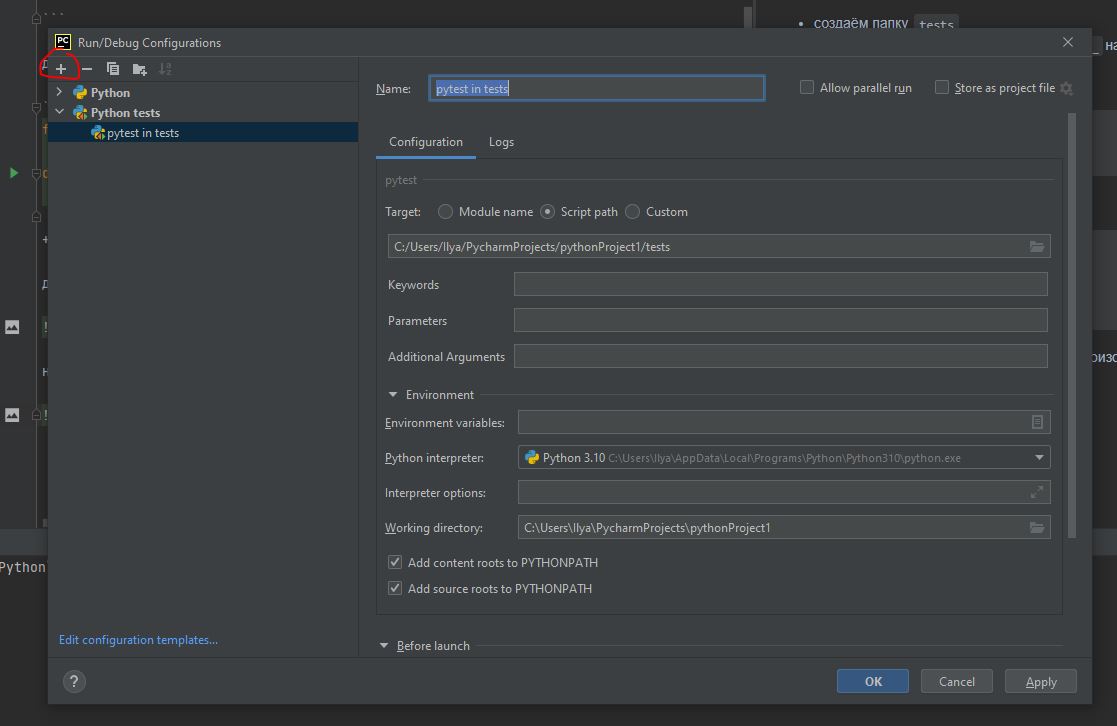 создаём папку tests
PC Run/Debug Configurations
Python
Python tests
pytest in tests
Name: pytest in tests
Allow parallel run
Store as project file
Configuration
Logs
pytest
Target: Module name Script path Custom
C:/Users/Ilya/PycharmProjects/pythonProject1/tests
Keywords
Parameters
Additional Arguments
Environment
Environment variables:
Python interpreter: Python 3.10 C:\Users\Ilya\AppData\Local\Programs\Python\Python310\python.exe
Interpreter options:
Working directory: C:\Users\Ilya\PycharmProjects\pythonProject1
Add content roots to PYTHONPATH
Add source roots to PYTHONPATH
Edit configuration templates...
Before launch
? OK Cancel Apply
Python